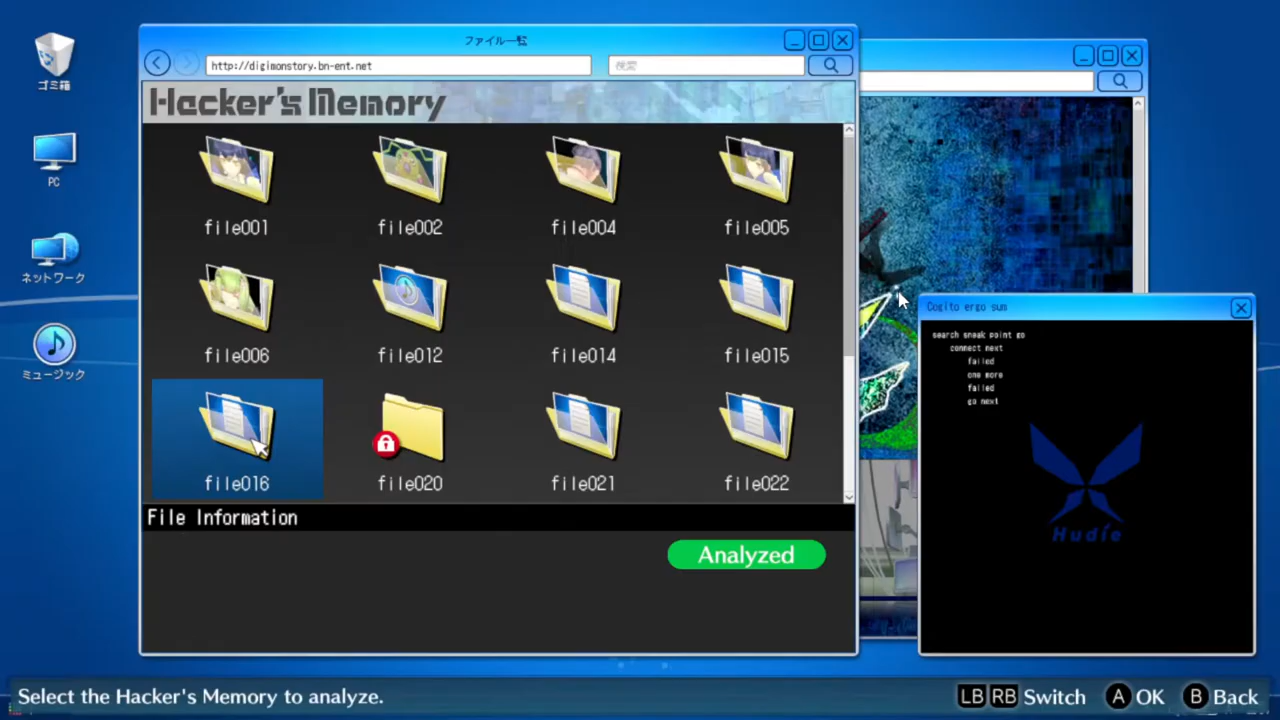 ゴミ箱
PC
ネットワーク
ミュージック
ファイル一覧
http://digimonstory.bn-ent.net
検索
Hacker's Memory
file001
file002
file004
file005
file006
file012
file014
file015
file016
file020
file021
file022
File Information
Analyzed
Cogito ergo sum
search sneak point go
connect next
failed
one more
failed
go next
Hudie
Select the Hacker's Memory to analyze.
LB RB Switch A OK B Back